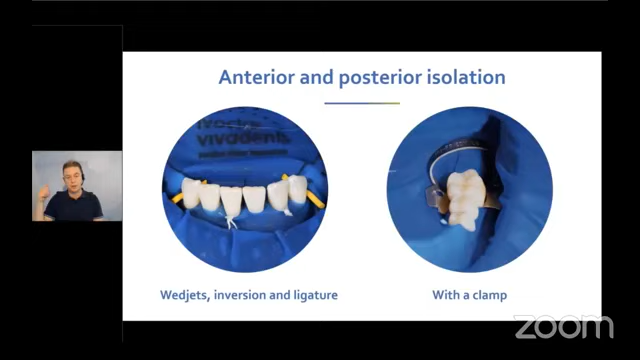 Anterior and posterior isolation
Ivoclar
vivadent
Wedjets, inversion and ligature
With a clamp
zoom